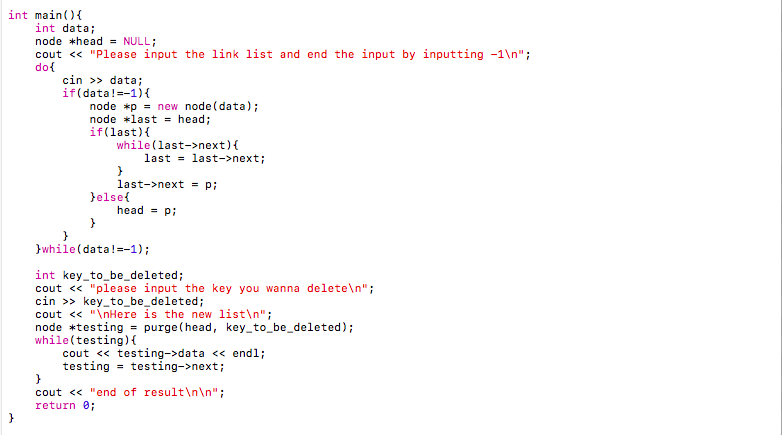 int main(){
    int data;
    node *head = NULL;
    cout << "Please input the link list and end the input by inputting -1\n";
    do{
        cin >> data;
        if(data!=-1){
            node *p = new node(data);
            node *last = head;
            if(last){
                while(last->next){
                    last = last->next;
                }
                last->next = p;
            }else{
                head = p;
            }
        }
    }while(data!=-1);

    int key_to_be_deleted;
    cout << "please input the key you wanna delete\n";
    cin >> key_to_be_deleted;
    cout << "\nHere is the new list\n";
    node *testing = purge(head, key_to_be_deleted);
    while(testing){
        cout << testing->data << endl;
        testing = testing->next;
    }
    cout << "end of result\n\n";
    return 0;
}